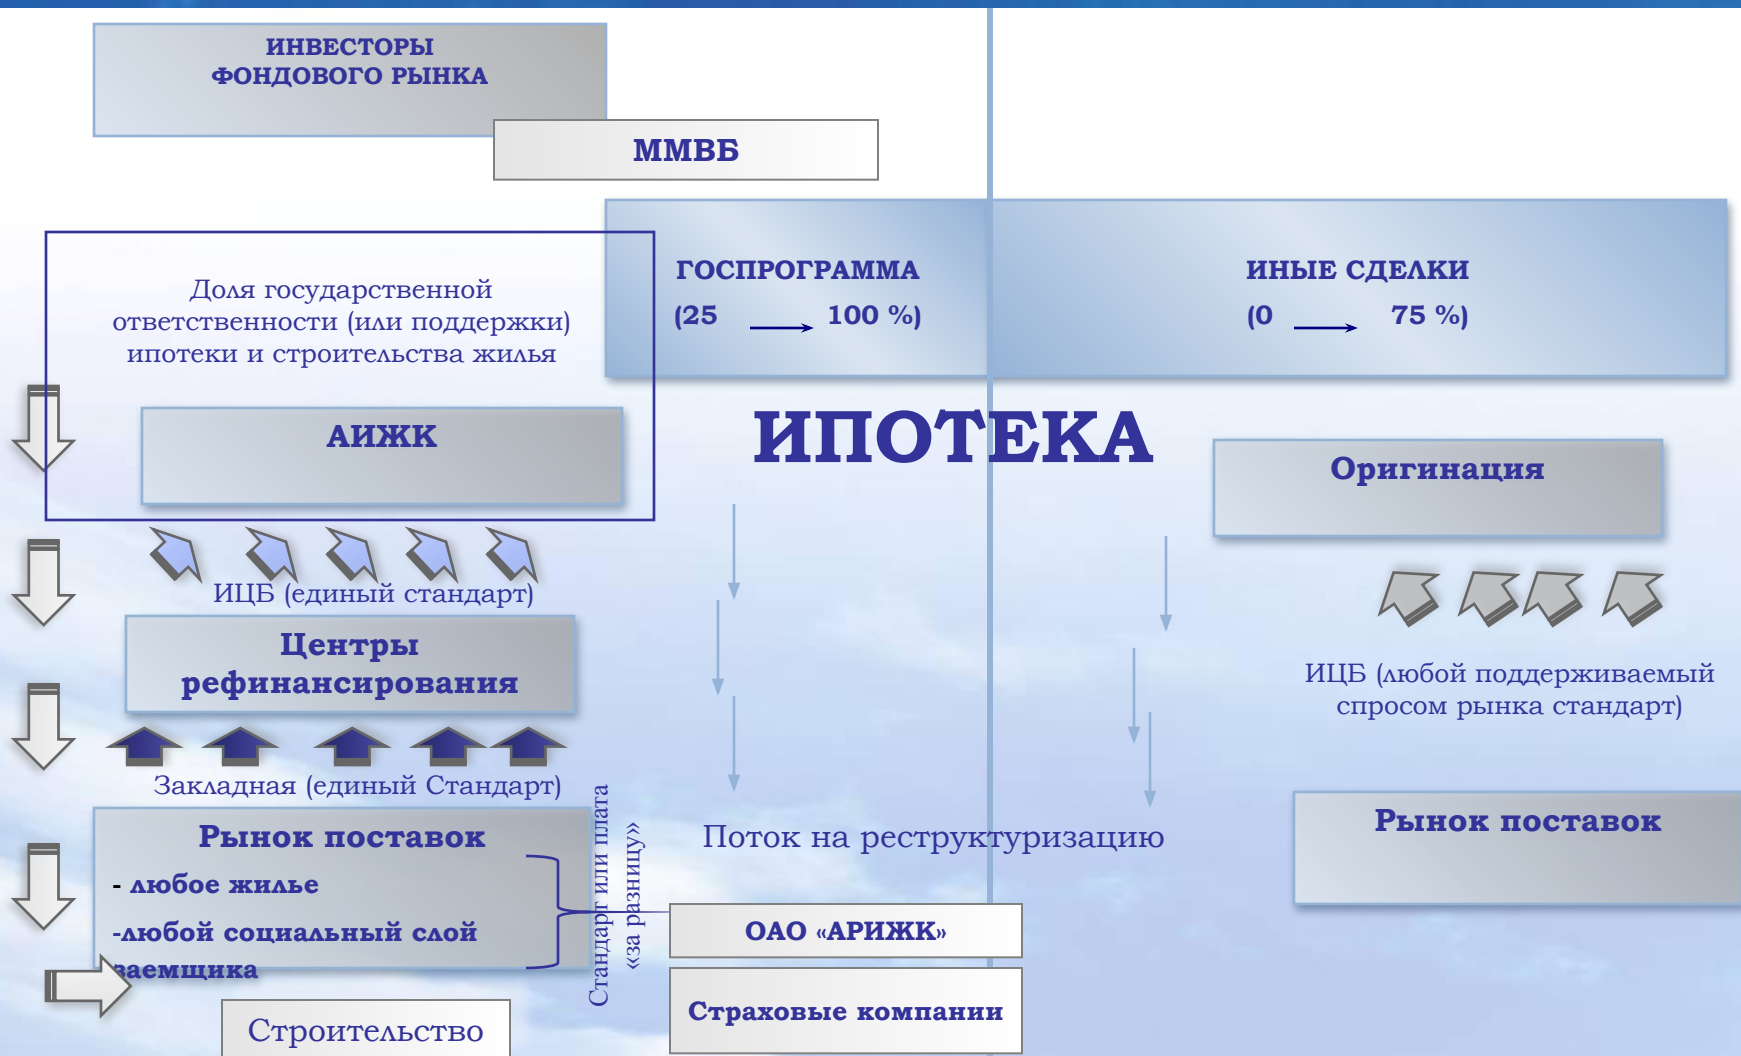 ИНВЕСТОРЫ
ФОНДОВОГО РЫНКА
ММВБ
Доля государственной
ответственности (или поддержки)
ипотеки и строительства жилья
ГОСПРОГРАММА
(25 100 %)
ИНЫЕ СДЕЛКИ
(0 75 %)
АИЖК
ИПОТЕКА
Оригинация
ИЦБ (единый стандарт)
Центры
рефинансирования
ИЦБ (любой поддерживаемый
спросом рынка стандарт)
Закладная (единый Стандарт)
Рынок поставок
- любое жилье
-любой социальный слой
заемщика
Стандарт или плата
«за разницу»
Поток на реструктуризацию
Рынок поставок
ОАО «АРИЖК»
Страховые компании
Строительство